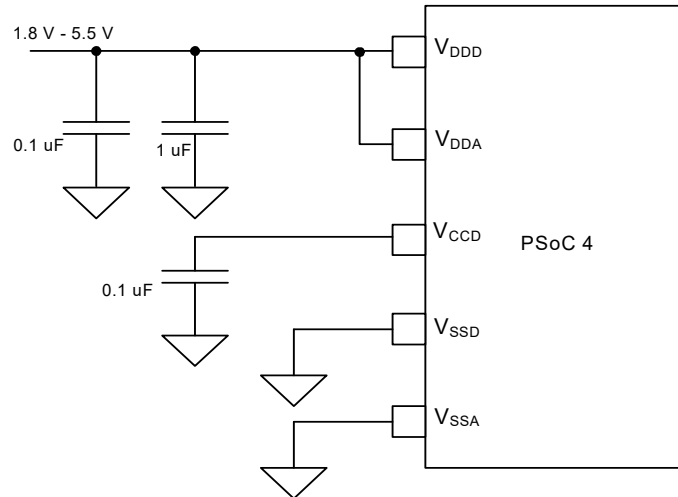 1.8 V - 5.5 V
VDDD
0.1 uF
1 uF
VDDA
VCCD
PSoC 4
0.1 uF
VSSD
VSSA